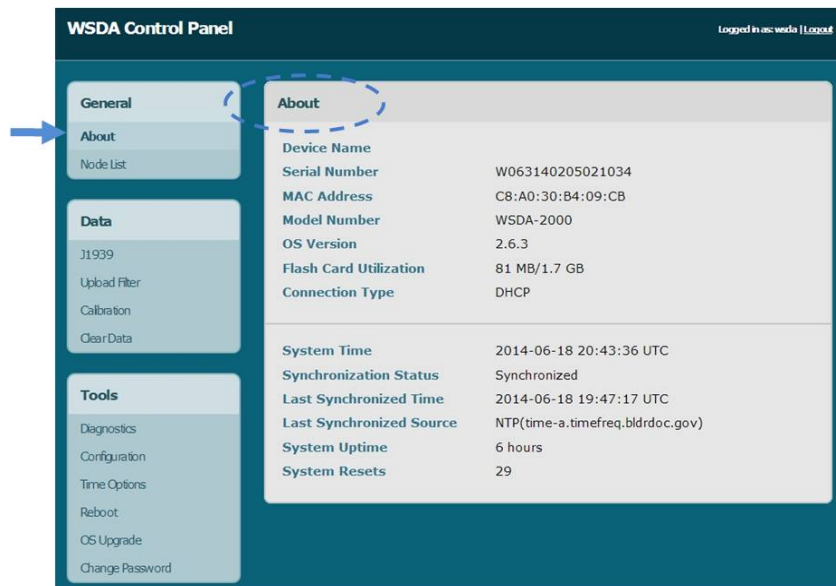 WSDA Control Panel
Logged in as: wsda | Logout
General
About
Node List
Data
J1939
Upload Filter
Calibration
Clear Data
Tools
Diagnostics
Configuration
Time Options
Reboot
OS Upgrade
Change Password
About
Device Name
Serial Number W063140205021034
MAC Address C8:A0:30:B4:09:CB
Model Number WSDA-2000
OS Version 2.6.3
Flash Card Utilization 81 MB/1.7 GB
Connection Type DHCP
System Time 2014-06-18 20:43:36 UTC
Synchronization Status Synchronized
Last Synchronized Time 2014-06-18 19:47:17 UTC
Last Synchronized Source NTP(time-a.timefreq.bldrdoc.gov)
System Uptime 6 hours
System Resets 29